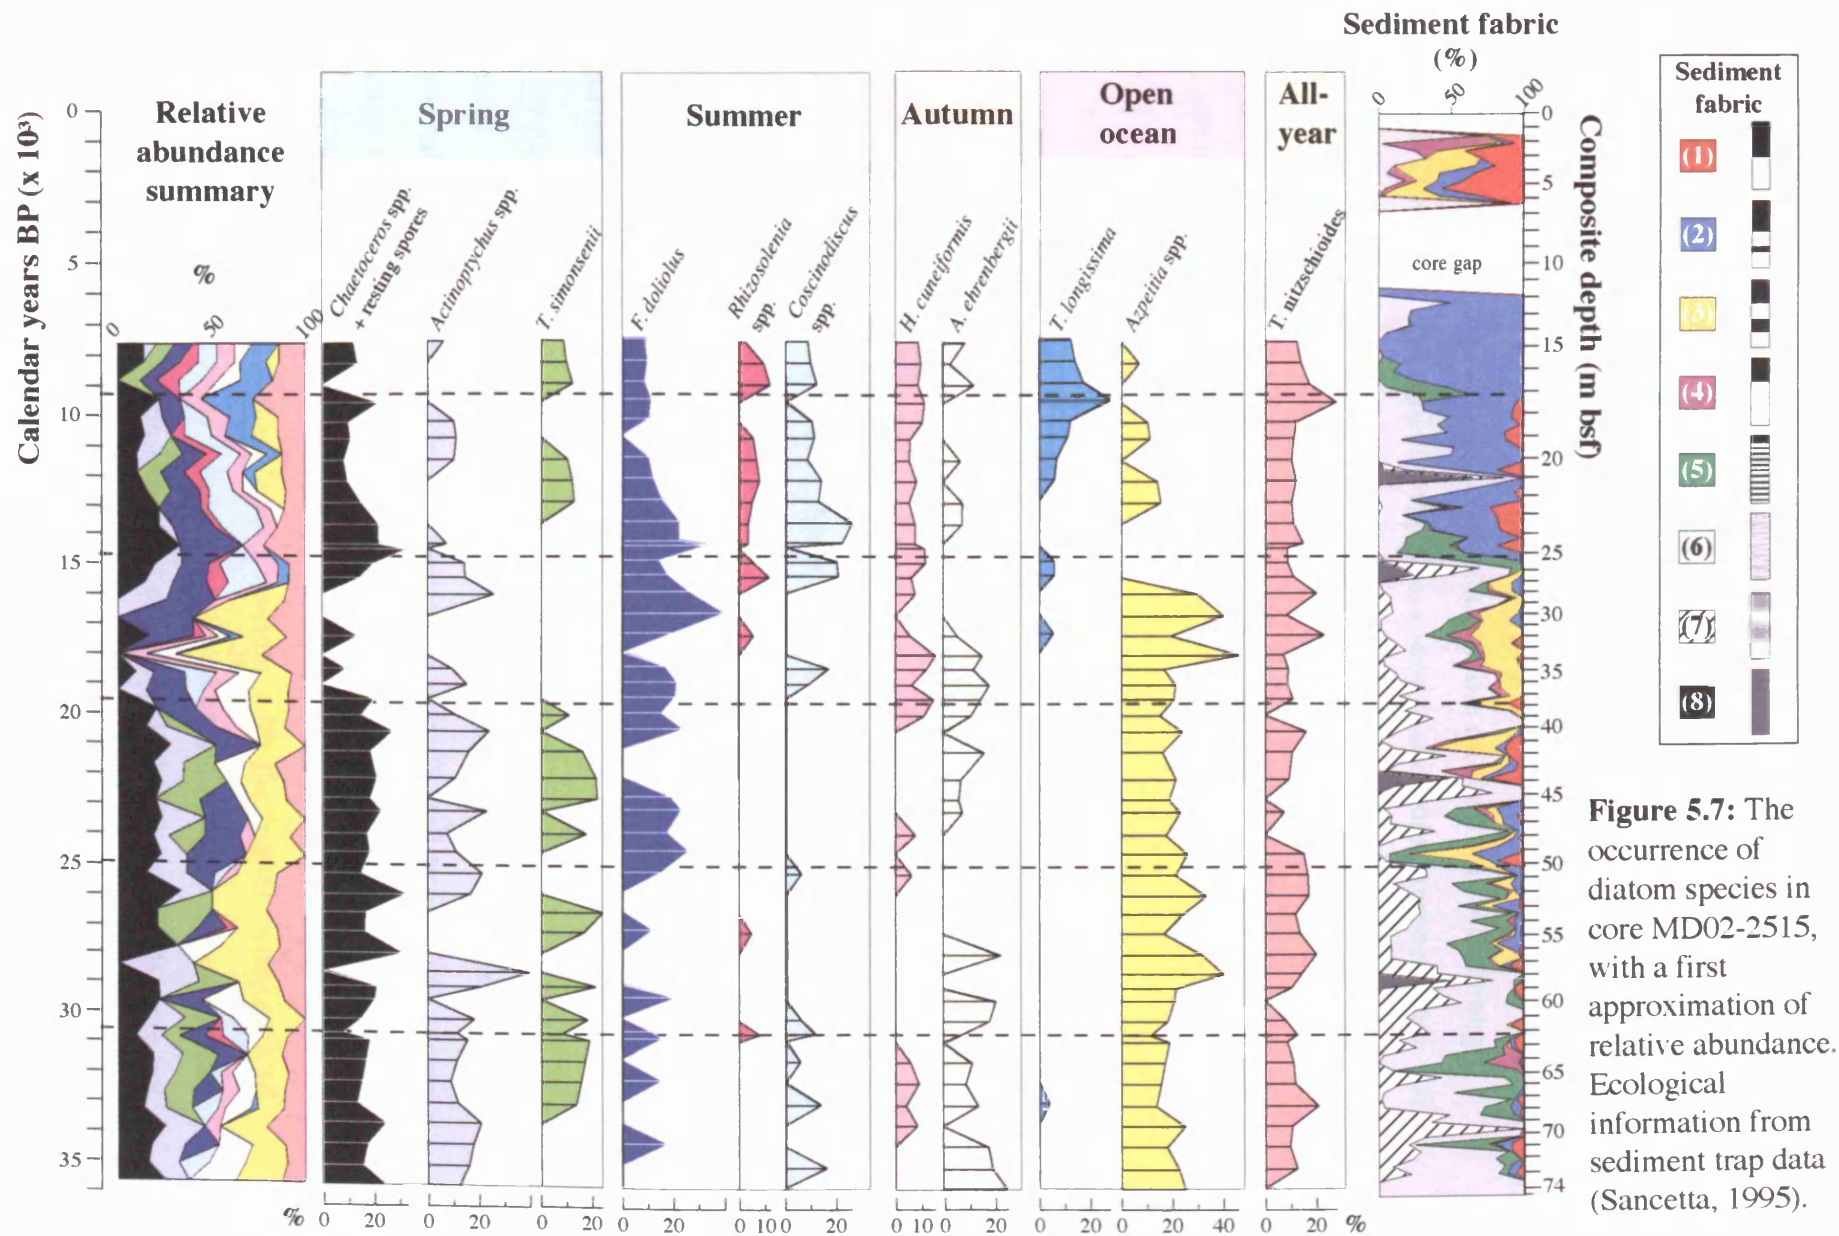 Sediment fabric
(%)
0 50 100
Calendar years BP (x 10³)
0
5
10
15
20
25
30
35
Relative
abundance
summary
%
0 50 100
%
Spring
Chaetoceros spp.
+ resting spores
Actinoptychus spp.
T. simonsenii
Summer
F. doliolus
Rhizosolenia
spp.
Coscinodiscus
spp.
Autumn
H. cuneiformis
A. ehrenbergii
Open
ocean
T. longissima
Azpeitia spp.
All-
year
T. nitzschioides
core gap
0
5
10
15
20
25
30
35
40
45
50
55
60
65
70
74
Composite depth (m bsf)
0 20 0 20 0 10 20 0 20 0 10 0 20 0 10 0 20 0 20 0 20 40 0 20 %
Sediment
fabric
(1)
(2)
(3)
(4)
(5)
(6)
(7)
(8)
Figure 5.7: The
occurrence of
diatom species in
core MD02-2515,
with a first
approximation of
relative abundance.
Ecological
information from
sediment trap data
(Sancetta, 1995).